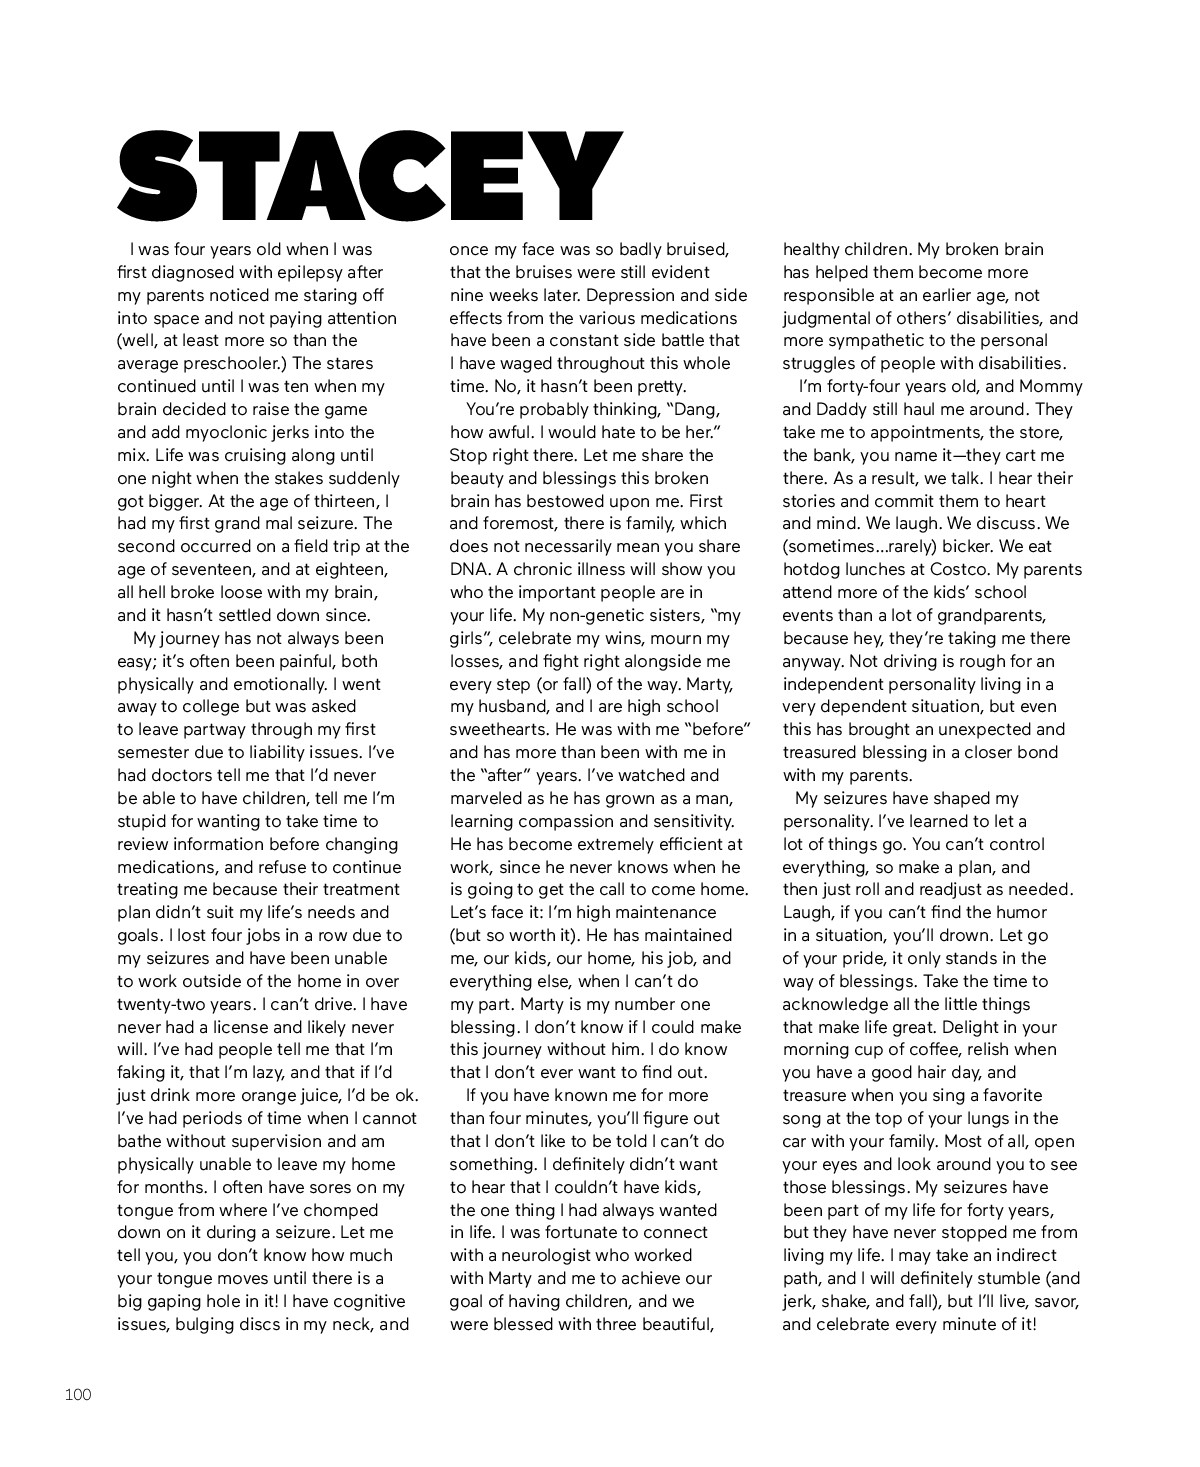 STACEY
I was four years old when I was
first diagnosed with epilepsy after
my parents noticed me staring off
into space and not paying attention
(well, at least more so than the
average preschooler.) The stares
continued until I was ten when my
brain decided to raise the game
and add myoclonic jerks into the
mix. Life was cruising along until
one night when the stakes suddenly
got bigger. At the age of thirteen, I
had my first grand mal seizure. The
second occurred on a field trip at the
age of seventeen, and at eighteen,
all hell broke loose with my brain,
and it hasn’t settled down since.
My journey has not always been
easy; it’s often been painful, both
physically and emotionally. I went
away to college but was asked
to leave partway through my first
semester due to liability issues. I’ve
had doctors tell me that I’d never
be able to have children, tell me I’m
stupid for wanting to take time to
review information before changing
medications, and refuse to continue
treating me because their treatment
plan didn’t suit my life’s needs and
goals. I lost four jobs in a row due to
my seizures and have been unable
to work outside of the home in over
twenty-two years. I can’t drive. I have
never had a license and likely never
will. I’ve had people tell me that I’m
faking it, that I’m lazy, and that if I’d
just drink more orange juice, I’d be ok.
I’ve had periods of time when I cannot
bathe without supervision and am
physically unable to leave my home
for months. I often have sores on my
tongue from where I’ve chomped
down on it during a seizure. Let me
tell you, you don’t know how much
your tongue moves until there is a
big gaping hole in it! I have cognitive
issues, bulging discs in my neck, and
once my face was so badly bruised,
that the bruises were still evident
nine weeks later. Depression and side
effects from the various medications
have been a constant side battle that
I have waged throughout this whole
time. No, it hasn’t been pretty.
You’re probably thinking, “Dang,
how awful. I would hate to be her.”
Stop right there. Let me share the
beauty and blessings this broken
brain has bestowed upon me. First
and foremost, there is family, which
does not necessarily mean you share
DNA. A chronic illness will show you
who the important people are in
your life. My non-genetic sisters, “my
girls”, celebrate my wins, mourn my
losses, and fight right alongside me
every step (or fall) of the way. Marty,
my husband, and I are high school
sweethearts. He was with me “before”
and has more than been with me in
the “after” years. I’ve watched and
marveled as he has grown as a man,
learning compassion and sensitivity.
He has become extremely efficient at
work, since he never knows when he
is going to get the call to come home.
Let’s face it: I’m high maintenance
(but so worth it). He has maintained
me, our kids, our home, his job, and
everything else, when I can’t do
my part. Marty is my number one
blessing. I don’t know if I could make
this journey without him. I do know
that I don’t ever want to find out.
If you have known me for more
than four minutes, you’ll figure out
that I don’t like to be told I can’t do
something. I definitely didn’t want
to hear that I couldn’t have kids,
the one thing I had always wanted
in life. I was fortunate to connect
with a neurologist who worked
with Marty and me to achieve our
goal of having children, and we
were blessed with three beautiful,
healthy children. My broken brain
has helped them become more
responsible at an earlier age, not
judgmental of others’ disabilities, and
more sympathetic to the personal
struggles of people with disabilities.
I’m forty-four years old, and Mommy
and Daddy still haul me around. They
take me to appointments, the store,
the bank, you name it—they cart me
there. As a result, we talk. I hear their
stories and commit them to heart
and mind. We laugh. We discuss. We
(sometimes...rarely) bicker. We eat
hotdog lunches at Costco. My parents
attend more of the kids’ school
events than a lot of grandparents,
because hey, they’re taking me there
anyway. Not driving is rough for an
independent personality living in a
very dependent situation, but even
this has brought an unexpected and
treasured blessing in a closer bond
with my parents.
My seizures have shaped my
personality. I’ve learned to let a
lot of things go. You can’t control
everything, so make a plan, and
then just roll and readjust as needed.
Laugh, if you can’t find the humor
in a situation, you’ll drown. Let go
of your pride, it only stands in the
way of blessings. Take the time to
acknowledge all the little things
that make life great. Delight in your
morning cup of coffee, relish when
you have a good hair day, and
treasure when you sing a favorite
song at the top of your lungs in the
car with your family. Most of all, open
your eyes and look around you to see
those blessings. My seizures have
been part of my life for forty years,
but they have never stopped me from
living my life. I may take an indirect
path, and I will definitely stumble (and
jerk, shake, and fall), but I’ll live, savor,
and celebrate every minute of it!
100